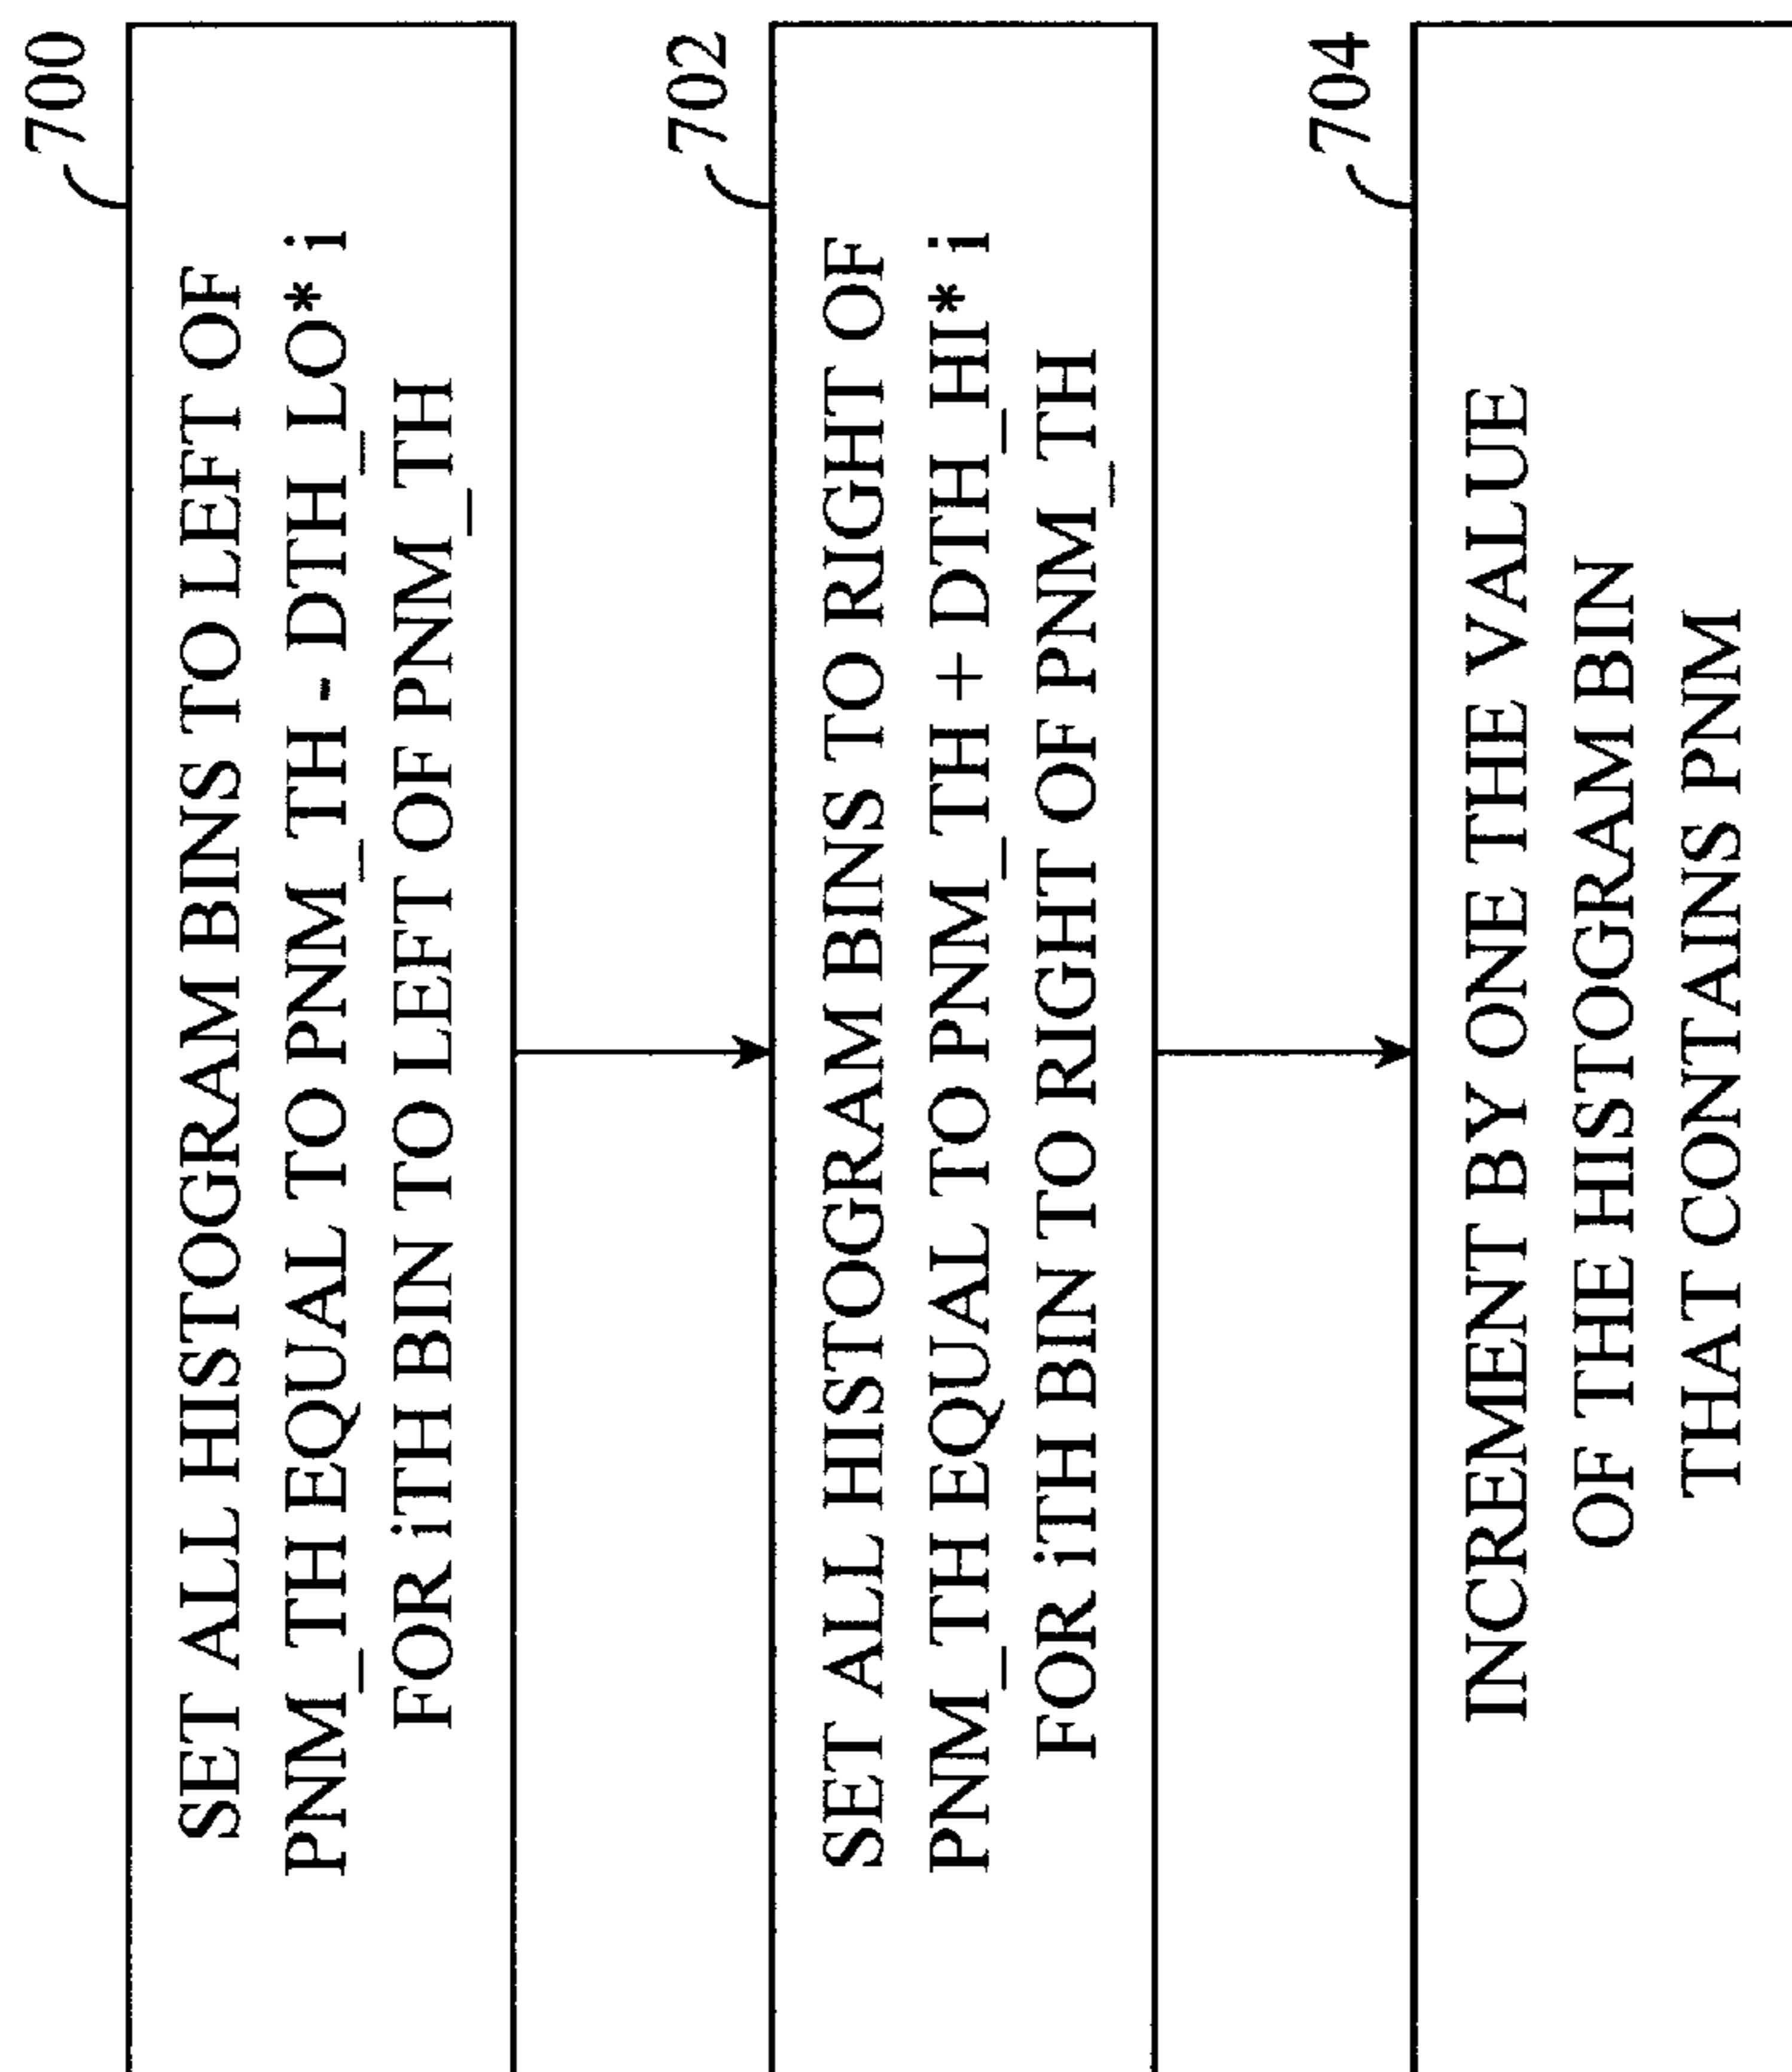 700
SET ALL HISTOGRAM BINS TO LEFT OF
PNM_TH EQUAL TO PNM_TH - DTH_LO* i
FOR iTH BIN TO LEFT OF PNM_TH
702
SET ALL HISTOGRAM BINS TO RIGHT OF
PNM_TH EQUAL TO PNM_TH + DTH_HI* i
FOR iTH BIN TO RIGHT OF PNM_TH
704
INCREMENT BY ONE THE VALUE
OF THE HISTOGRAM BIN
THAT CONTAINS PNM